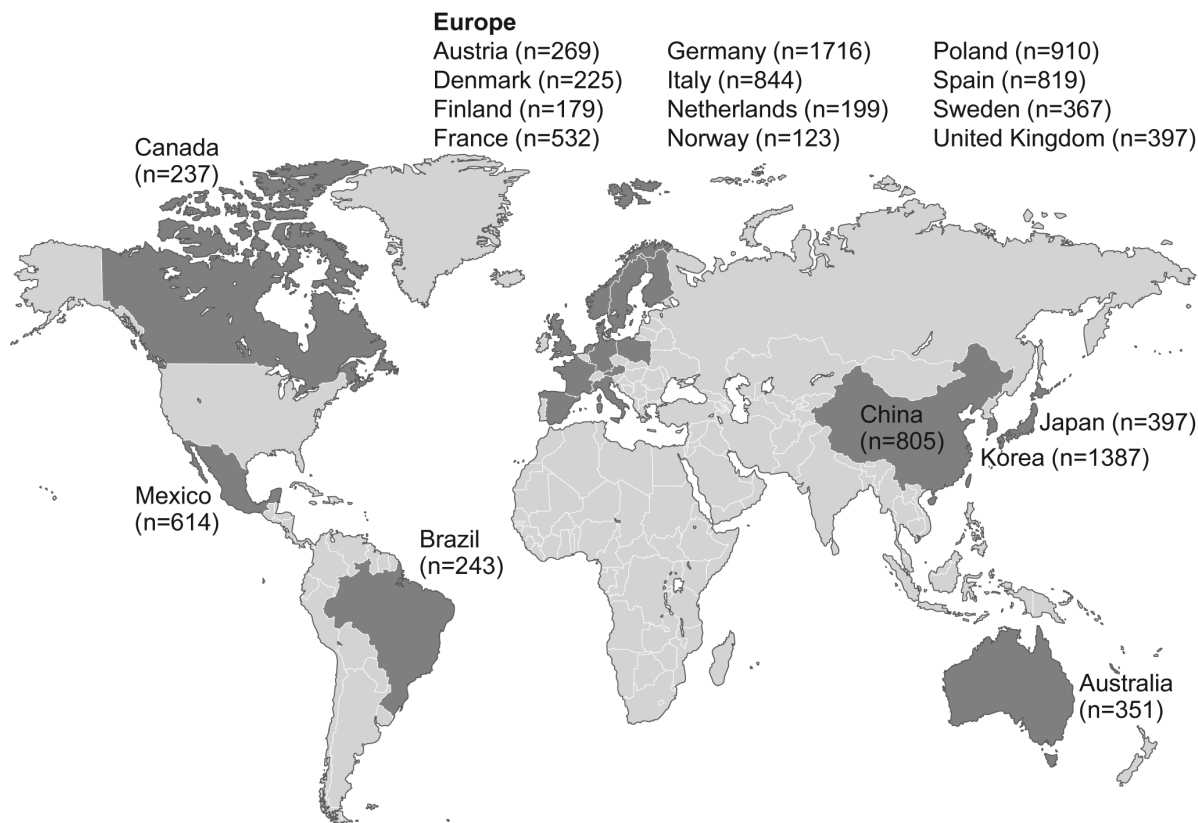 Europe
Austria (n=269)
Denmark (n=225)
Finland (n=179)
France (n=532)
Germany (n=1716)
Italy (n=844)
Netherlands (n=199)
Norway (n=123)
Poland (n=910)
Spain (n=819)
Sweden (n=367)
United Kingdom (n=397)
Canada
(n=237)
China
(n=805)
Japan (n=397)
Korea (n=1387)
Mexico
(n=614)
Brazil
(n=243)
Australia
(n=351)